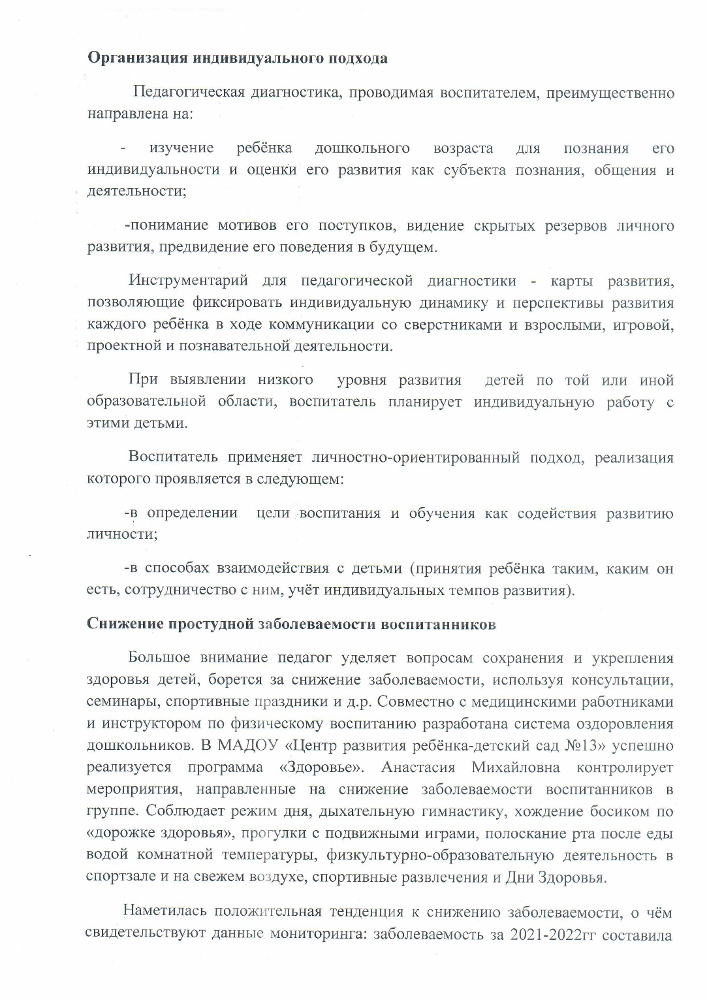 Организация индивидуального подхода
Педагогическая диагностика, проводимая воспитателем, преимущественно
направлена на:
- изучение ребёнка дошкольного возраста для познания его
индивидуальности и оценки его развития как субъекта познания, общения и
деятельности;
-понимание мотивов его поступков, видение скрытых резервов личного
развития, предвидение его поведения в будущем.
Инструментарий для педагогической диагностики - карты развития,
позволяющие фиксировать индивидуальную динамику и перспективы развития
каждого ребёнка в ходе коммуникации со сверстниками и взрослыми, игровой,
проектной и познавательной деятельности.
При выявлении низкого уровня развития детей по той или иной
образовательной области, воспитатель планирует индивидуальную работу с
этими детьми.
Воспитатель применяет личностно-ориентированный подход, реализация
которого проявляется в следующем:
-в определении цели воспитания и обучения как содействия развитию
личности;
-в способах взаимодействия с детьми (принятия ребёнка таким, каким он
есть, сотрудничество с ним, учёт индивидуальных темпов развития).
Снижение простудной заболеваемости воспитанников
Большое внимание педагог уделяет вопросам сохранения и укрепления
здоровья детей, борется за снижение заболеваемости, используя консультации,
семинары, спортивные праздники и д.р. Совместно с медицинскими работниками
и инструктором по физическому воспитанию разработана система оздоровления
дошкольников. В МАДОУ «Центр развития ребёнка-детский сад №13» успешно
реализуется программа «Здоровье». Анастасия Михайловна контролирует
мероприятия, направленные на снижение заболеваемости воспитанников в
группе. Соблюдает режим дня, дыхательную гимнастику, хождение босиком по
«дорожке здоровья», прогулки с подвижными играми, полоскание рта после еды
водой комнатной температуры, физкультурно-образовательную деятельность в
спортзале и на свежем воздухе, спортивные развлечения и Дни Здоровья.
Наметилась положительная тенденция к снижению заболеваемости, о чём
свидетельствуют данные мониторинга: заболеваемость за 2021-2022гг составила